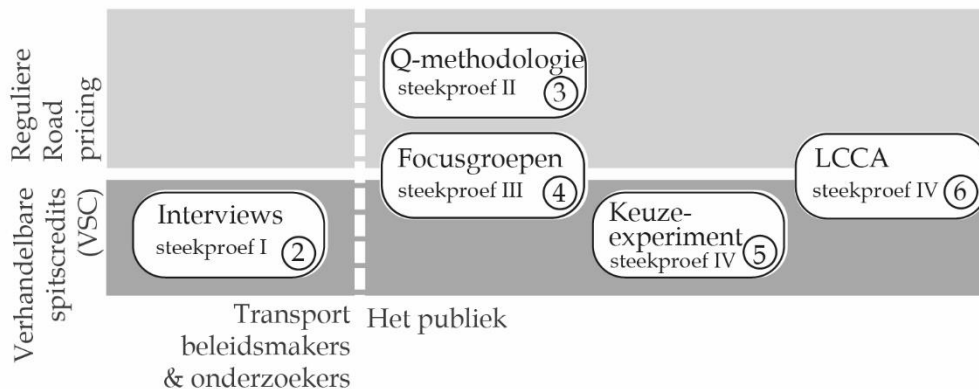 Reguliere
Road
pricing
Verhandelbare
spitscredits
(VSC)
Q-methodologie
steekproef II
3
Focusgroepen
steekproef III
4
LCCA
steekproef IV
6
Interviews
steekproef I
2
Keuze-
experiment
steekproef IV
5
Transport
beleidsmakers
& onderzoekers
Het publiek